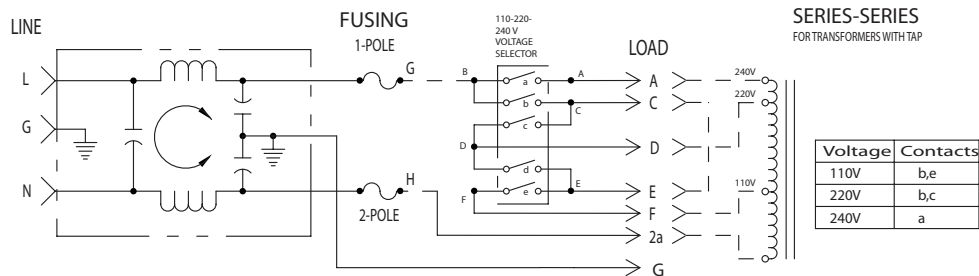 LINE
FUSING
1-POLE
110-220-
240 V
VOLTAGE
SELECTOR
LOAD
SERIES-SERIES
FOR TRANSFORMERS WITH TAP
L
G
B
a
A
A
240V
b
C
C
220V
G
c
D
D
Voltage Contacts
110V b,e
220V b,c
240V a
d
N
H
e
E
E
110V
F
F
2-POLE
2a
G